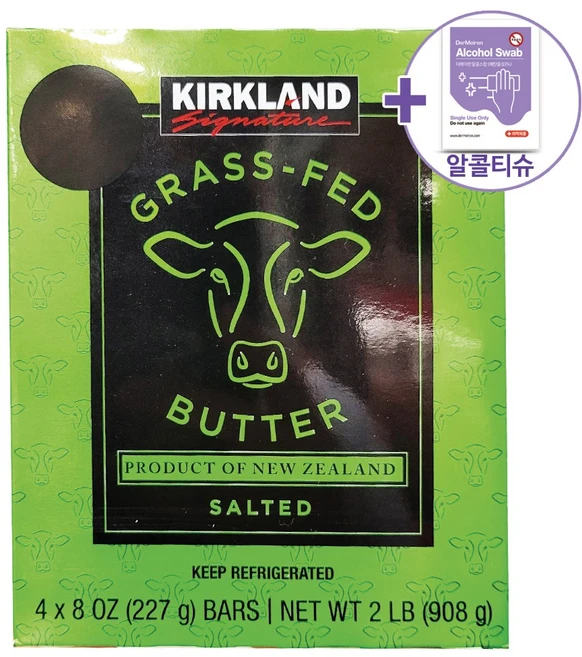 KIRKLAND
Signature
GRASS-FED
BUTTER
PRODUCT OF NEW ZEALAND
SALTED
KEEP REFRIGERATED
4 x 8 OZ (227 g) BARS | NET WT 2 LB (908 g)
+
DerMeiren
Alcohol Swab
Single Use Only
Do not use again
알콜티슈